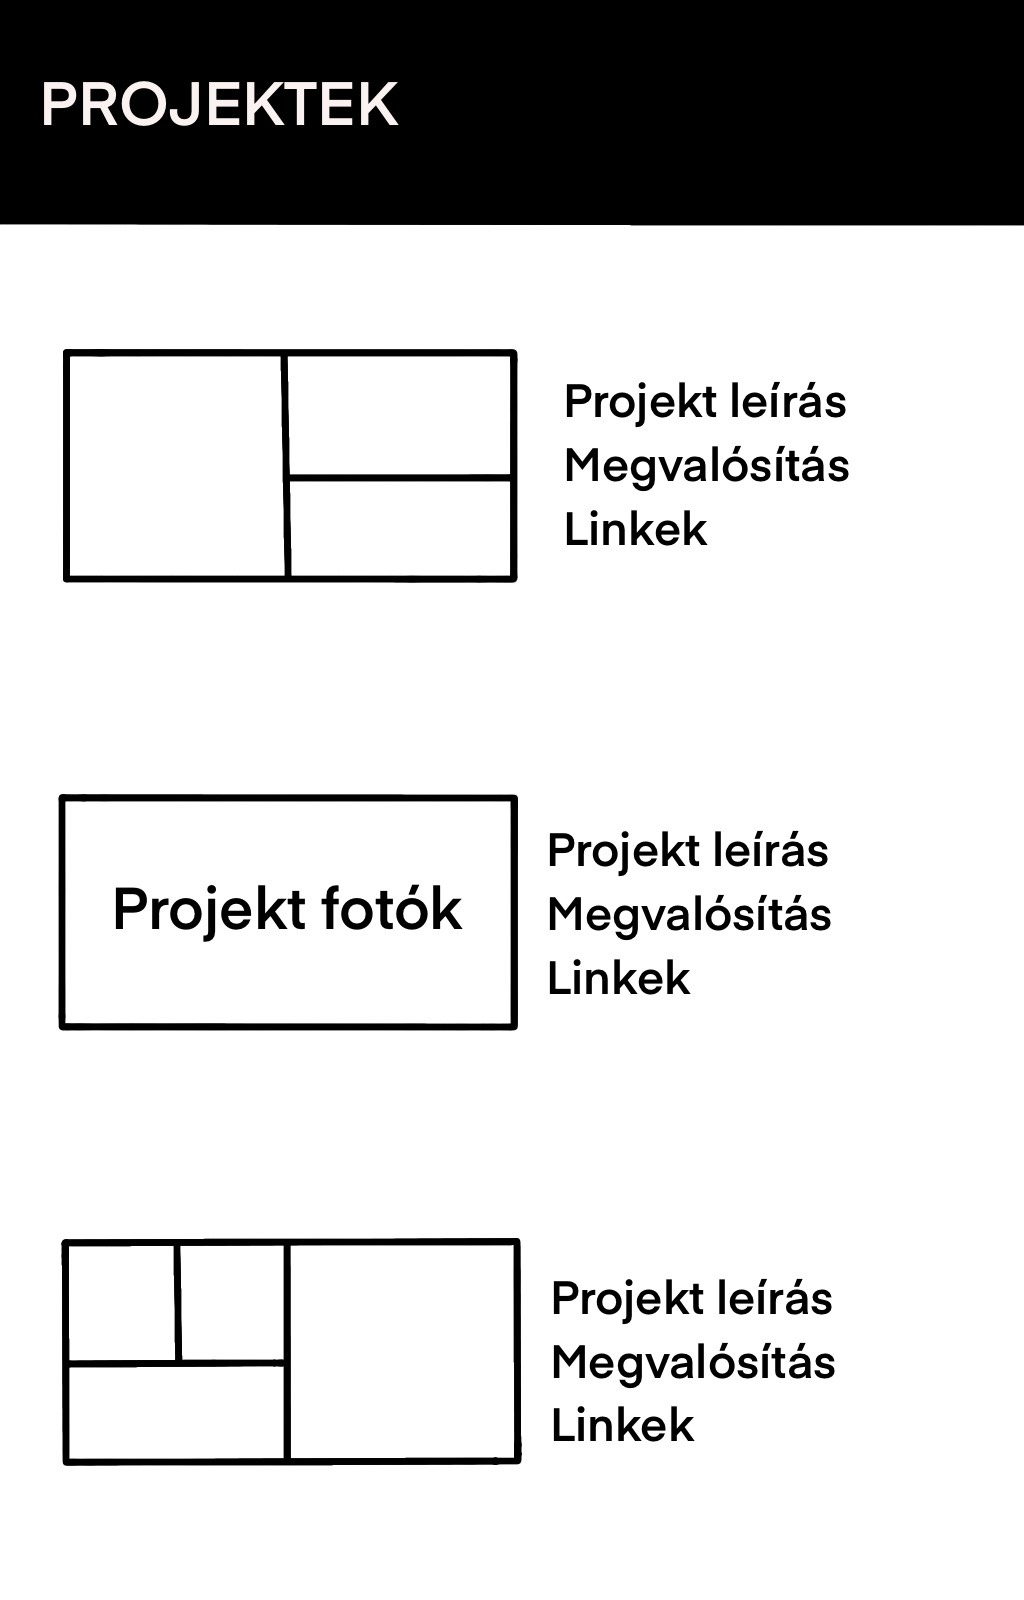 PROJEKTEK
Projekt leírás
Megvalósítás
Linkek
Projekt fotók
Projekt leírás
Megvalósítás
Linkek
Projekt leírás
Megvalósítás
Linkek